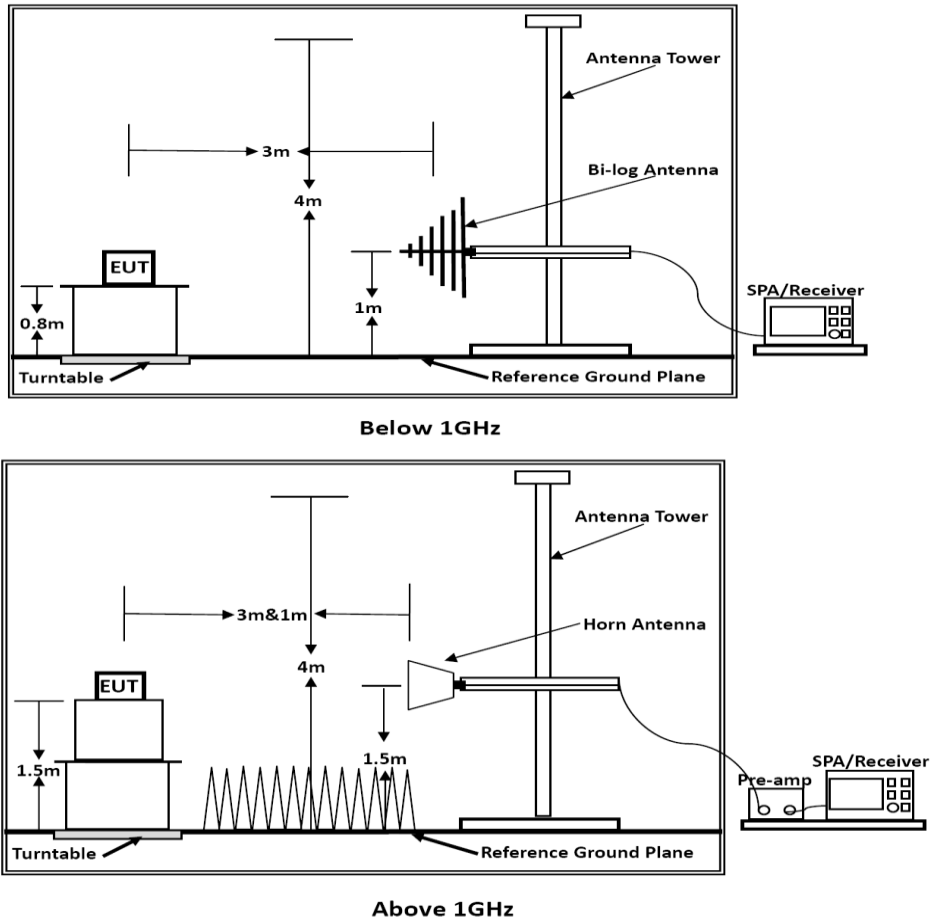 Antenna Tower
3m
Bi-log Antenna
4m
EUT
1m
SPA/Receiver
0.8m
Turntable
Reference Ground Plane
Below 1GHz
Antenna Tower
3m&1m
Horn Antenna
4m
EUT
1.5m
1.5m
SPA/Receiver
Pre-amp
Turntable
Reference Ground Plane
Above 1GHz